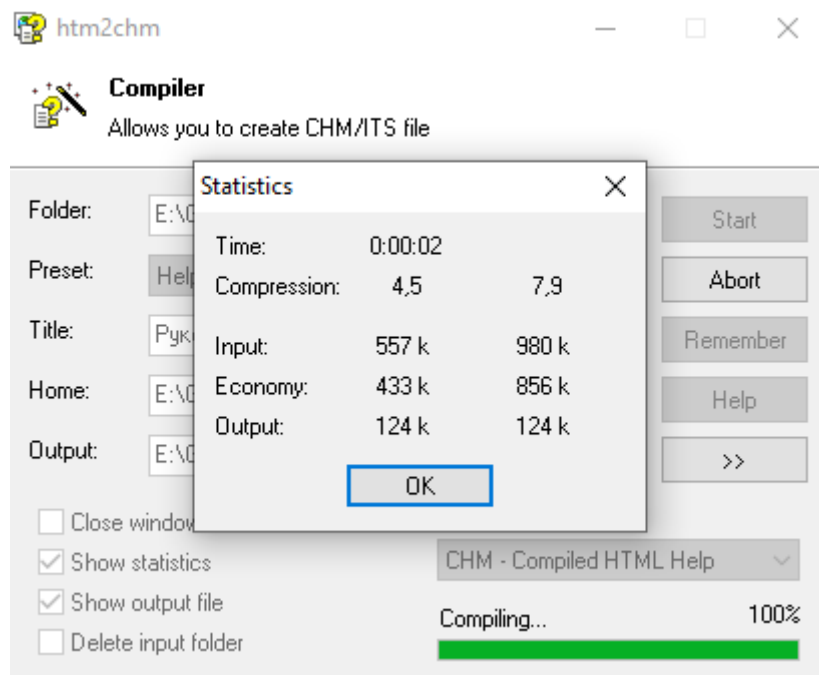 htm2chm
Compiler
Allows you to create CHM/ITS file
Statistics
Time: 0:00:02
Compression: 4,5 7,9
Input: 557 k 980 k
Economy: 433 k 856 k
Output: 124 k 124 k
OK
Folder: E:\
Preset: Help
Title:
Home: E:\
Output: E:\
Start
Abort
Remember
Help
>>
Close window
Show statistics
Show output file
Delete input folder
CHM - Compiled HTML Help
Compiling... 100%